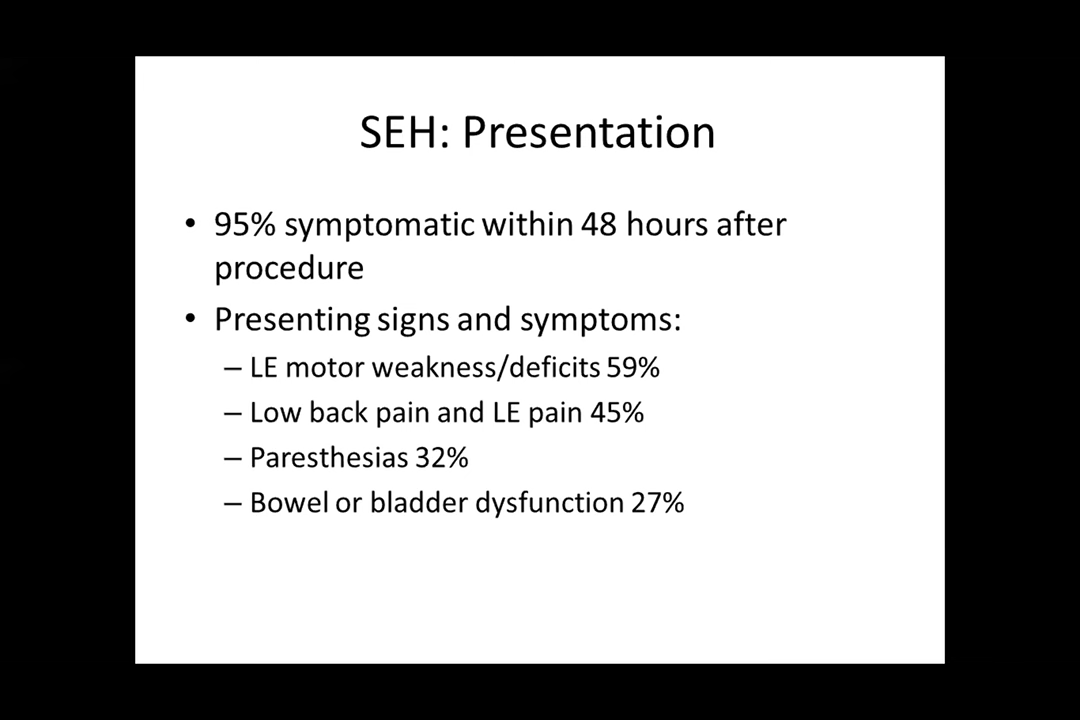 SEH: Presentation
• 95% symptomatic within 48 hours after
procedure
• Presenting signs and symptoms:
– LE motor weakness/deficits 59%
– Low back pain and LE pain 45%
– Paresthesias 32%
– Bowel or bladder dysfunction 27%